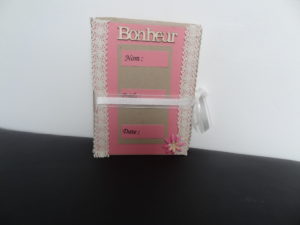 Bonheur
Nom :
Date :